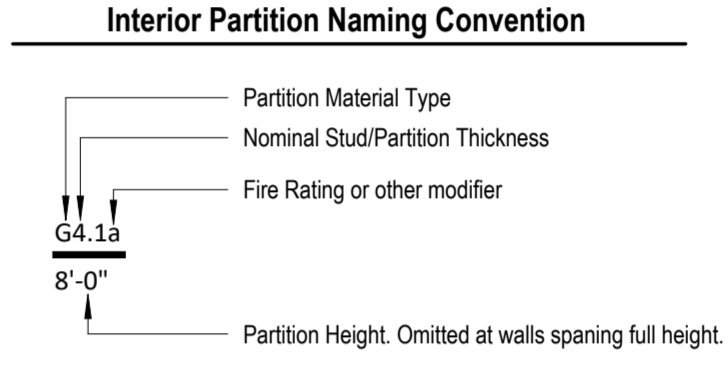 Interior Partition Naming Convention
Partition Material Type
Nominal Stud/Partition Thickness
Fire Rating or other modifier
G4.1a
8'-0"
Partition Height. Omitted at walls spaning full height.